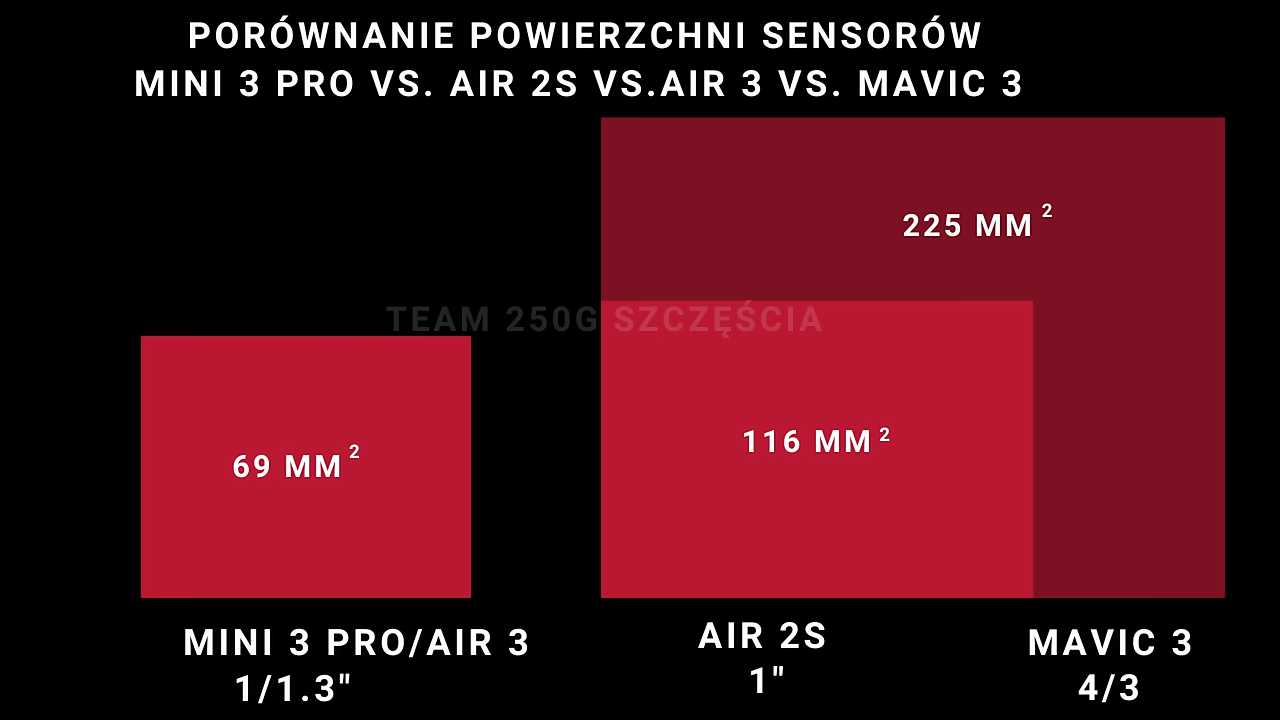 PORÓWNANIE POWIERZCHNI SENSORÓW
MINI 3 PRO VS. AIR 2S VS.AIR 3 VS. MAVIC 3
225 MM ²
TEAM 250G SZCZĘŚCIA
116 MM ²
69 MM ²
MINI 3 PRO/AIR 3
1/1.3"
AIR 2S
1"
MAVIC 3
4/3